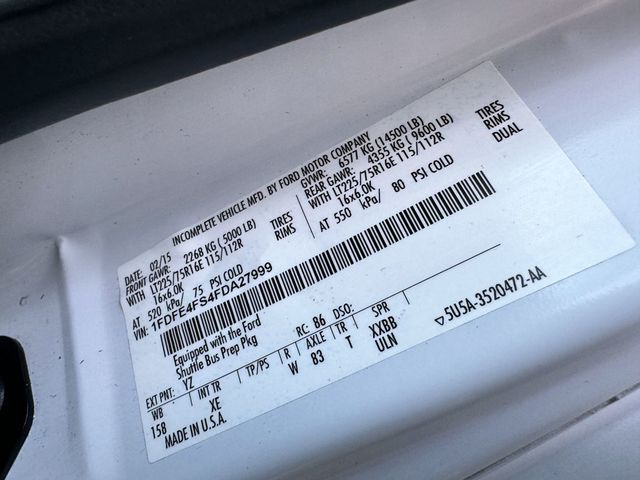 INCOMPLETE VEHICLE MFD. BY FORD MOTOR COMPANY
DATE: 02/15 GVWR: 6577 KG (14500 LB)
FRONT GAWR: 2268 KG (5000 LB) REAR GAWR: 4355 KG (9600 LB)
WITH LT225/75R16E 115/112R TIRES WITH LT225/75R16E 115/112R TIRES
16x6.0K RIMS 16x6.0K RIMS
AT 520 kPa/ 75 PSI COLD AT 550 kPa/ 80 PSI COLD DUAL
VIN: 1FDFE4FS4FDA27999
Equipped with the Ford
Shuttle Bus Prep Pkg
EXT PNT: YZ RC: 86 DSO:
WB INT TR TP/PS R AXLE TR SPR
158 XE W 83 T XXBB
ULN
MADE IN U.S.A.
▽5U5A-3520472-AA